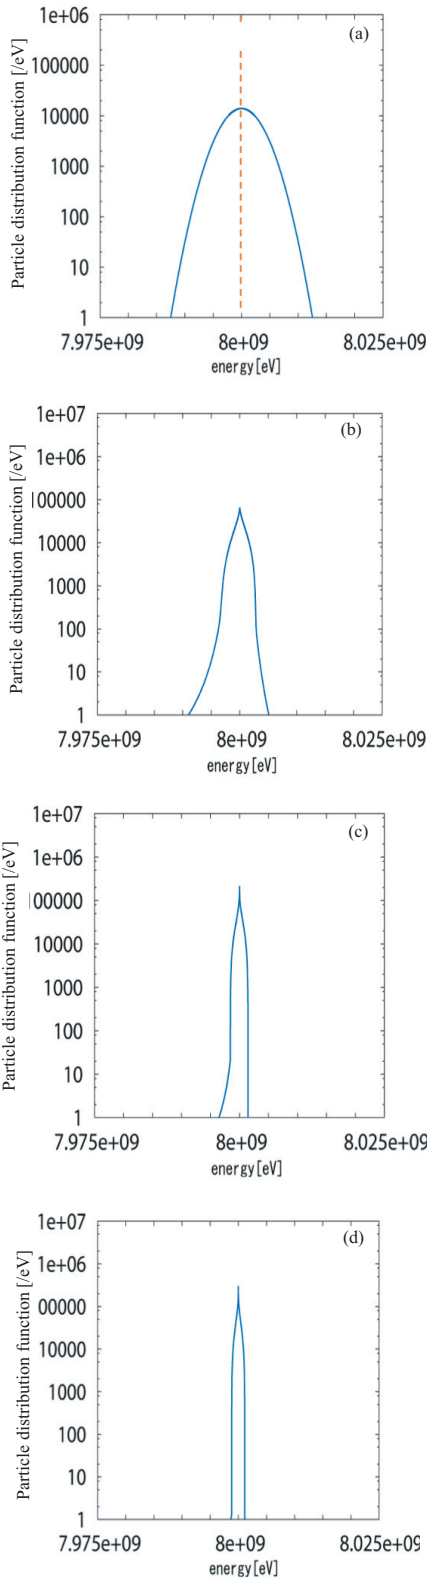 (a)
1e+06
100000
10000
1000
100
10
1
Particle distribution function [/eV]
7.975e+09 8e+09 8.025e+09
energy[eV]
(b)
1e+07
1e+06
00000
10000
1000
100
10
1
Particle distribution function [/eV]
7.975e+09 8e+09 8.025e+09
energy[eV]
(c)
1e+07
1e+06
00000
10000
1000
100
10
1
Particle distribution function [/eV]
7.975e+09 8e+09 8.025e+09
energy[eV]
(d)
1e+07
1e+06
00000
10000
1000
100
10
1
Particle distribution function [/eV]
7.975e+09 8e+09 8.025e+09
energy[eV]